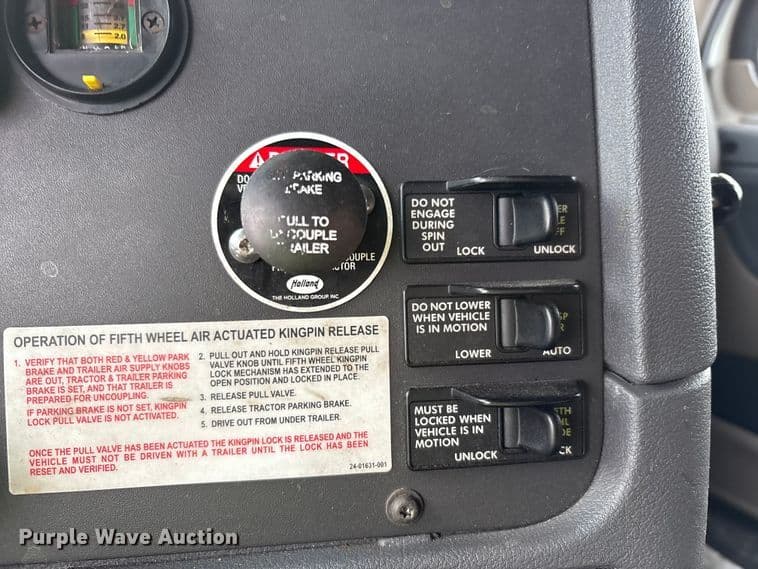 2.7
2.0
SET PARKING
BRAKE
PULL TO
UNCOUPLE
TRAILER
Holland
THE HOLLAND GROUP, INC
DO NOT
ENGAGE
DURING
SPIN
OUT
LOCK
UNLOCK
DO NOT LOWER
WHEN VEHICLE
IS IN MOTION
LOWER
AUTO
MUST BE
LOCKED WHEN
VEHICLE IS IN
MOTION
UNLOCK
OPERATION OF FIFTH WHEEL AIR ACTUATED KINGPIN RELEASE
1. VERIFY THAT BOTH RED & YELLOW PARK
BRAKE AND TRAILER AIR SUPPLY KNOBS
ARE OUT, TRACTOR & TRAILER PARKING
BRAKE IS SET, AND THAT TRAILER IS
PREPARED FOR UNCOUPLING.
IF PARKING BRAKE IS NOT SET, KINGPIN
LOCK PULL VALVE IS NOT ACTIVATED.
2. PULL OUT AND HOLD KINGPIN RELEASE PULL
VALVE KNOB UNTIL FIFTH WHEEL KINGPIN
LOCK MECHANISM HAS EXTENDED TO THE
OPEN POSITION AND LOCKED IN PLACE.
3. RELEASE PULL VALVE.
4. RELEASE TRACTOR PARKING BRAKE.
5. DRIVE OUT FROM UNDER TRAILER.
ONCE THE PULL VALVE HAS BEEN ACTUATED THE KINGPIN LOCK IS RELEASED AND THE
VEHICLE MUST NOT BE DRIVEN WITH A TRAILER UNTIL THE LOCK HAS BEEN
RESET AND VERIFIED.
24-01631-001
Purple Wave Auction